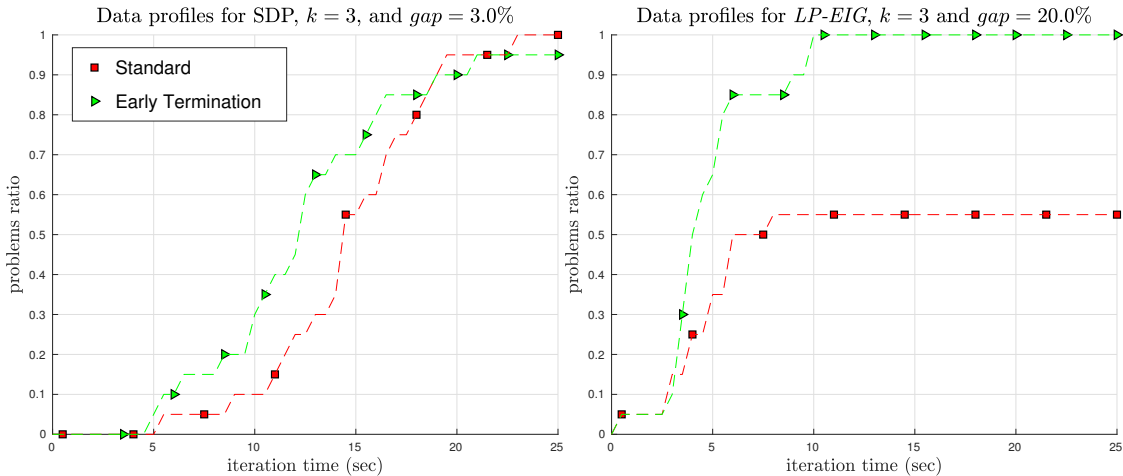 Data profiles for SDP, k = 3, and gap = 3.0%
1
0.9
0.8
0.7
0.6
0.5
0.4
0.3
0.2
0.1
0
problems ratio
Standard
Early Termination
0 5 10 15 20 25
iteration time (sec)
Data profiles for LP-EIG, k = 3 and gap = 20.0%
1
0.9
0.8
0.7
0.6
0.5
0.4
0.3
0.2
0.1
0
problems ratio
0 5 10 15 20 25
iteration time (sec)